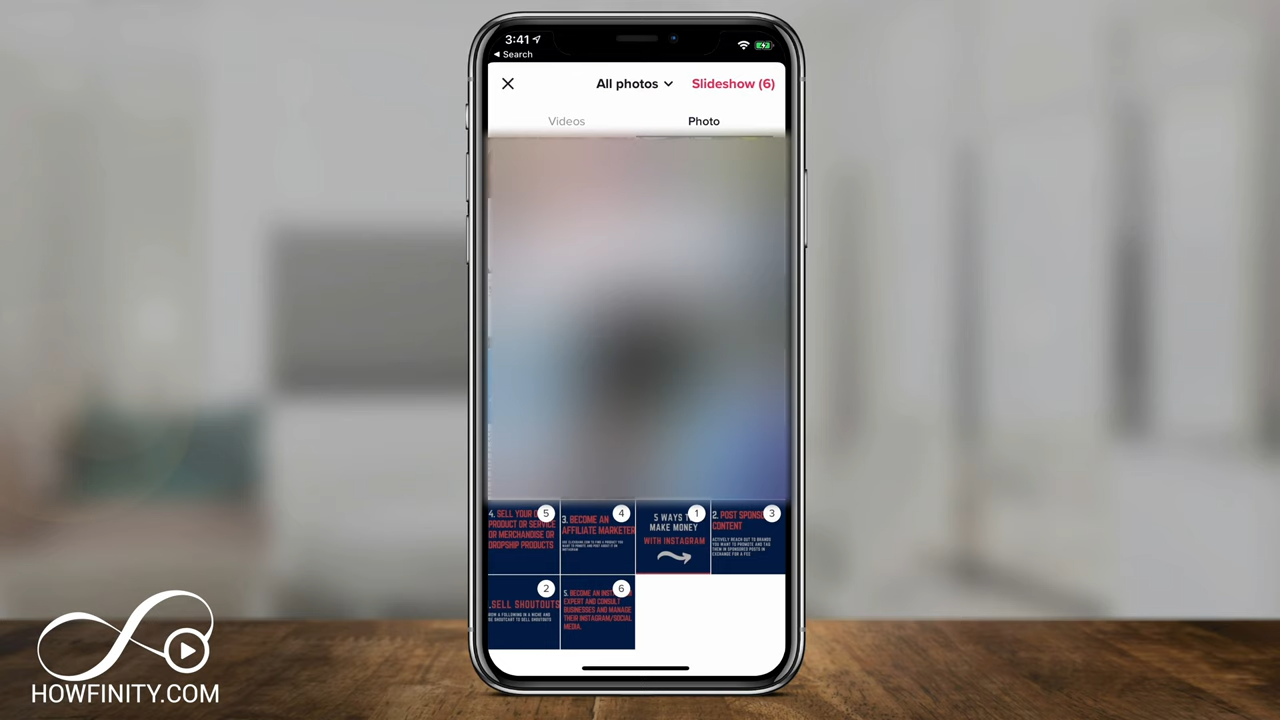 3:41
Search
All photos
Slideshow (6)
Videos
Photo
4. SELL YOUR
PRODUCT OR SERVICE
OR MERCHANDISE OR
DROPSHIP PRODUCTS
5
3. BECOME AN
AFFILIATE MARKETER
4
5 WAYS
MAKE MONEY
WITH INSTAGRAM
1
2. POST
CONTENT
ACTIVELY REACH OUT TO BRANDS
YOU WANT TO PROMOTE AND TAG
THEM IN SPONSORED POSTS IN
EXCHANGE FOR A FEE
3
SELL SHOUTOUTS
2
5. BECOME AN
EXPERT AND CONSULT
BUSINESSES AND MANAGE
THEIR INSTAGRAM/SOCIAL
MEDIA.
6
HOWFINITY.COM